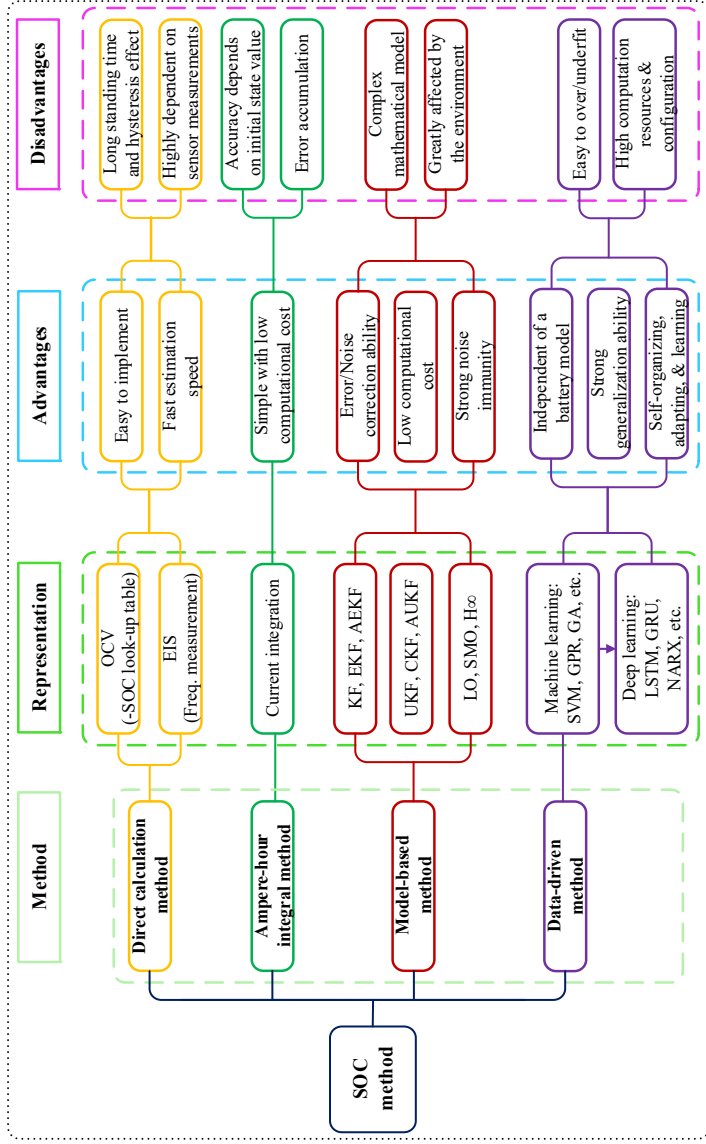 Method
Representation
Advantages
Disadvantages
SOC
method
Direct calculation
method
OCV
(-SOC look-up table)
EIS
(Freq. measurement)
Easy to implement
Fast estimation
speed
Long standing time
and hysteresis effect
Highly dependent on
sensor measurements
Ampere-hour
integral method
Current integration
Simple with low
computational cost
Accuracy depends
on initial state value
Error accumulation
Model-based
method
KF, EKF, AEKF
UKF, CKF, AUKF
LO, SMO, H∞
Error/Noise
correction ability
Low computational
cost
Strong noise
immunity
Complex
mathematical model
Greatly affected by
the environment
Data-driven
method
Machine learning:
SVM, GPR, GA, etc.
Deep learning:
LSTM, GRU,
NARX, etc.
Independent of a
battery model
Strong
generalization ability
Self-organizing,
adapting, & learning
Easy to over/underfit
High computation
resources &
configuration